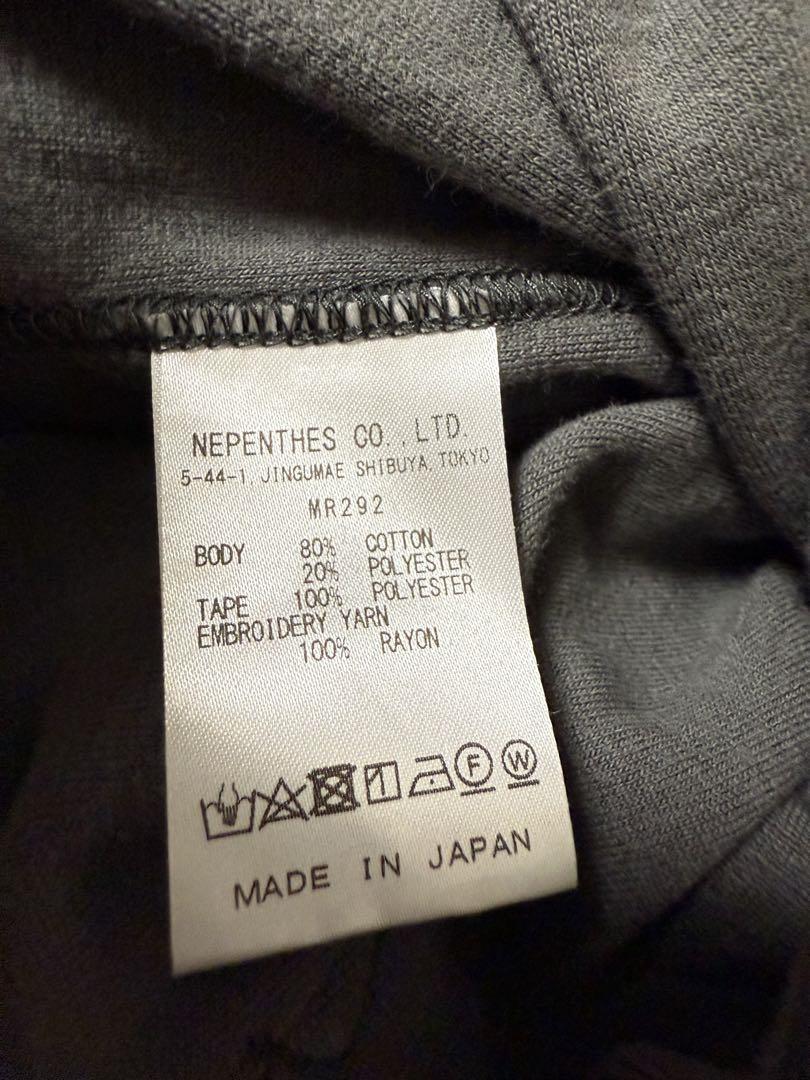 NEPENTHES CO., LTD.
5-44-1 JINGUMAE SHIBUYA, TOKYO
MR292
BODY 80% COTTON
20% POLYESTER
TAPE 100% POLYESTER
EMBROIDERY YARN
100% RAYON
F W
MADE IN JAPAN